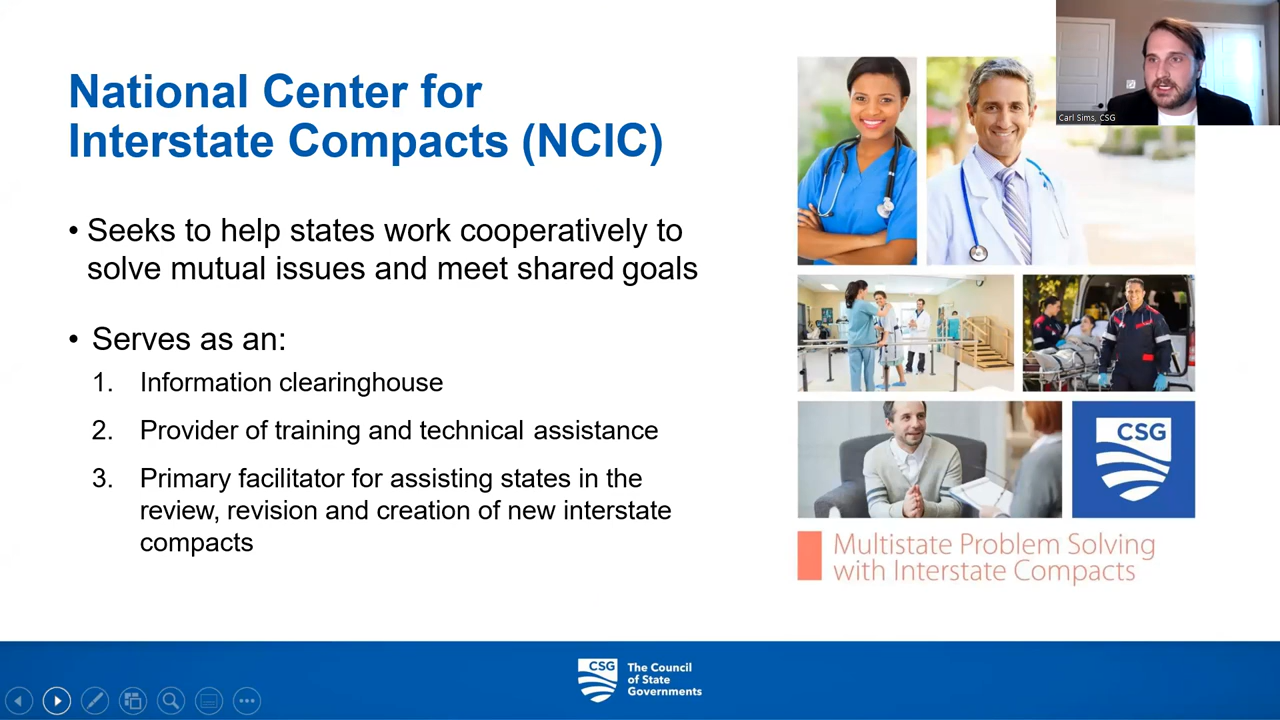 National Center for
Interstate Compacts (NCIC)
• Seeks to help states work cooperatively to
solve mutual issues and meet shared goals
• Serves as an:
1. Information clearinghouse
2. Provider of training and technical assistance
3. Primary facilitator for assisting states in the
review, revision and creation of new interstate
compacts
Carl Sims, CSG
CSG
Multistate Problem Solving
with Interstate Compacts
CSG
The Council
of State
Governments